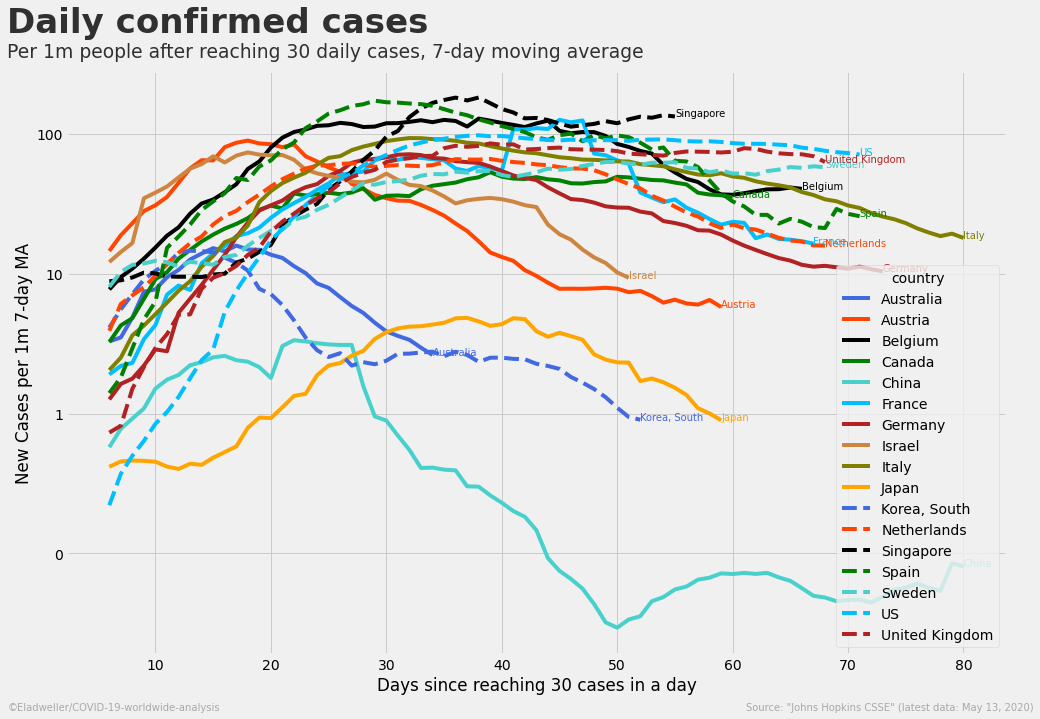 Daily confirmed cases
Per 1m people after reaching 30 daily cases, 7-day moving average
New Cases per 1m 7-day MA
100
10
1
0
Singapore
US
United Kingdom
Sweden
Belgium
Canada
Spain
Italy
France
Netherlands
Germany
Israel
Austria
Australia
Korea, South
Japan
China
country
Australia
Austria
Belgium
Canada
China
France
Germany
Israel
Italy
Japan
Korea, South
Netherlands
Singapore
Spain
Sweden
US
United Kingdom
10 20 30 40 50 60 70 80
Days since reaching 30 cases in a day
©Eladweller/COVID-19-worldwide-analysis
Source: "Johns Hopkins CSSE" (latest data: May 13, 2020)